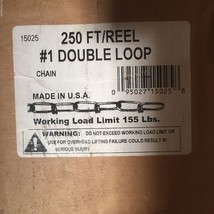 15025
250 FT/REEL
#1 DOUBLE LOOP
CHAIN
MADE IN U.S.A.
0 95027 15025 8
Working Load Limit 155 Lbs.
WARNING: DO NOT EXCEED WORKING LOAD LIMIT OR
USE FOR OVERHEAD LIFTING FAILURE COULD RESULT IN
SERIOUS INJURY